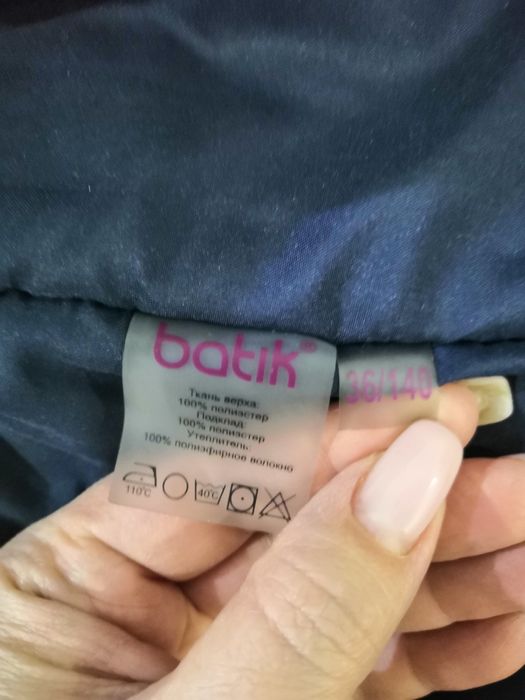 batik®
36/140
Ткань верха:
100% полиэстер
Подклад:
100% полиэстер
Утеплитель:
100% полиэфирное волокно
110°C
40°C